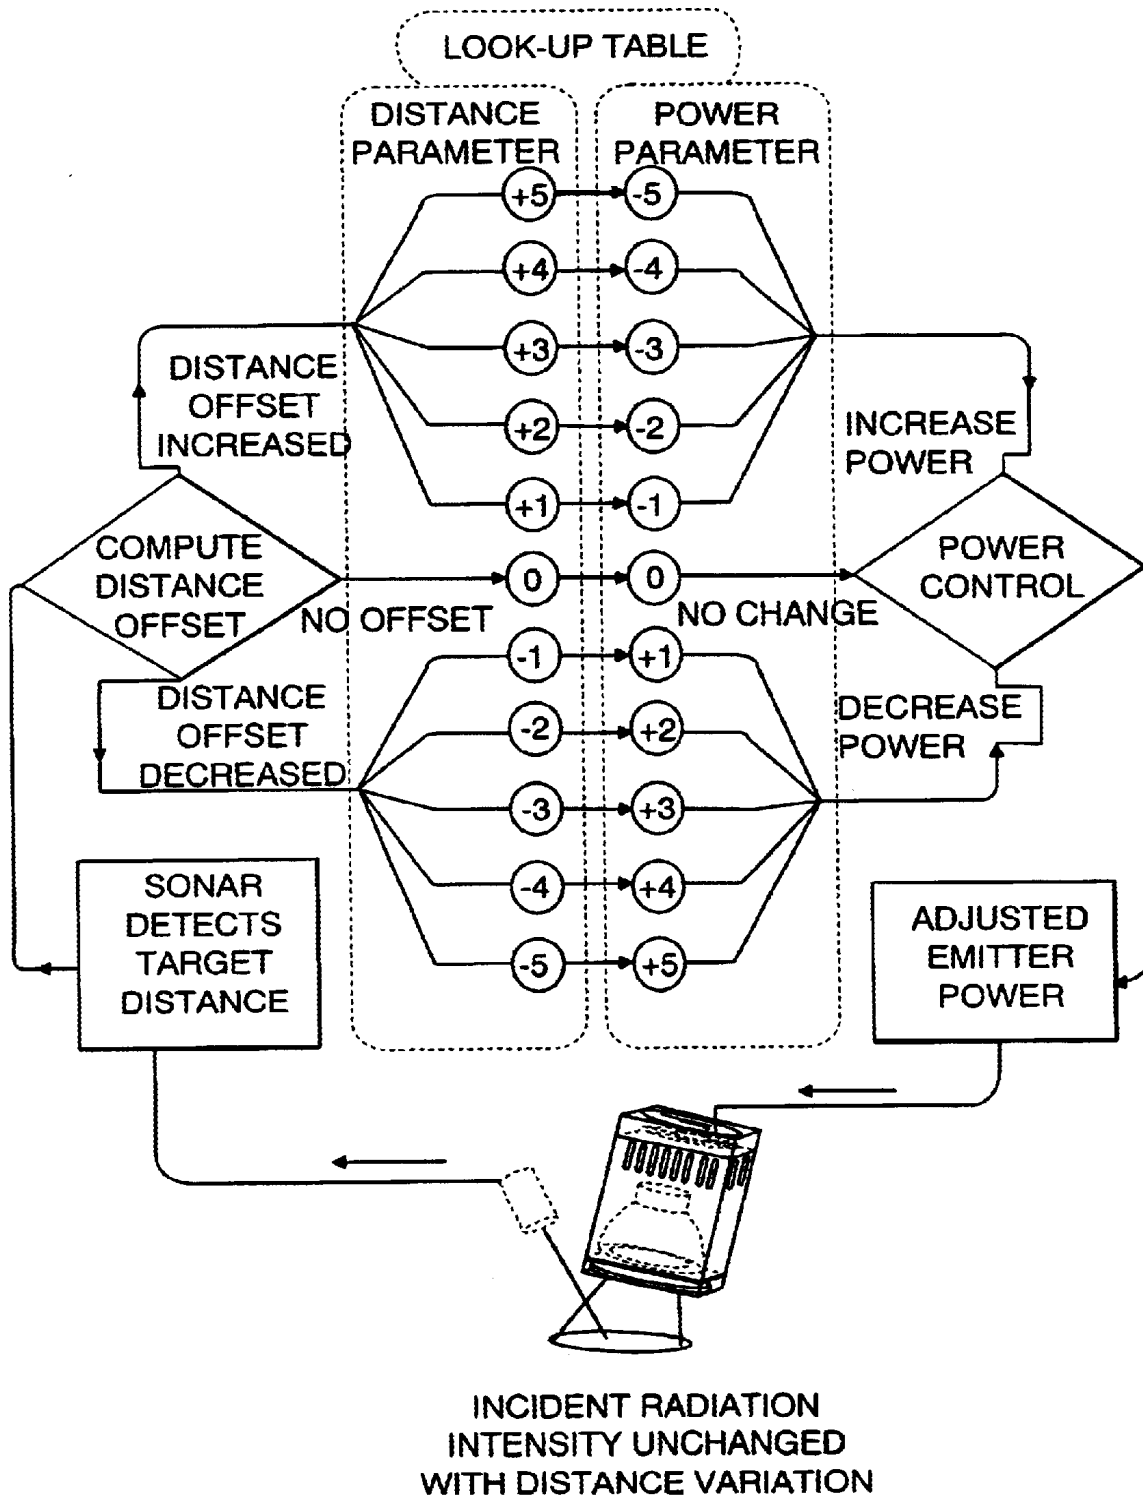 LOOK-UP TABLE
DISTANCE
PARAMETER
POWER
PARAMETER
+5
-5
+4
-4
+3
-3
+2
-2
+1
-1
0
0
-1
+1
-2
+2
-3
+3
-4
+4
-5
+5
DISTANCE
OFFSET
INCREASED
COMPUTE
DISTANCE
OFFSET
NO OFFSET
DISTANCE
OFFSET
DECREASED
SONAR
DETECTS
TARGET
DISTANCE
INCREASE
POWER
POWER
CONTROL
NO CHANGE
DECREASE
POWER
ADJUSTED
EMITTER
POWER
INCIDENT RADIATION
INTENSITY UNCHANGED
WITH DISTANCE VARIATION